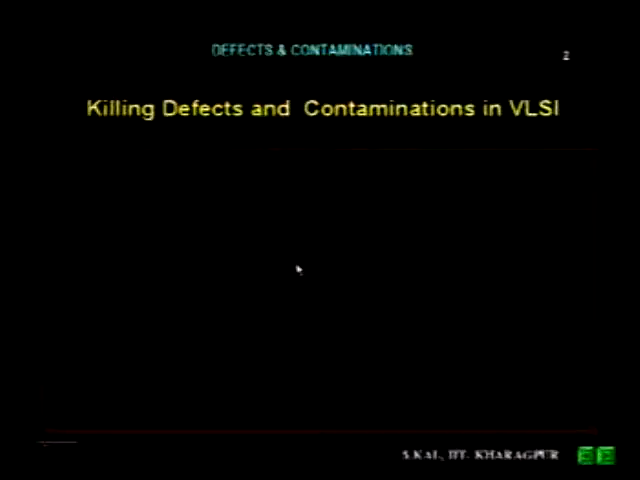 DEFECTS & CONTAMINATIONS
2
Killing Defects and Contaminations in VLSI
S.KAL, IIT- KHARAGPUR